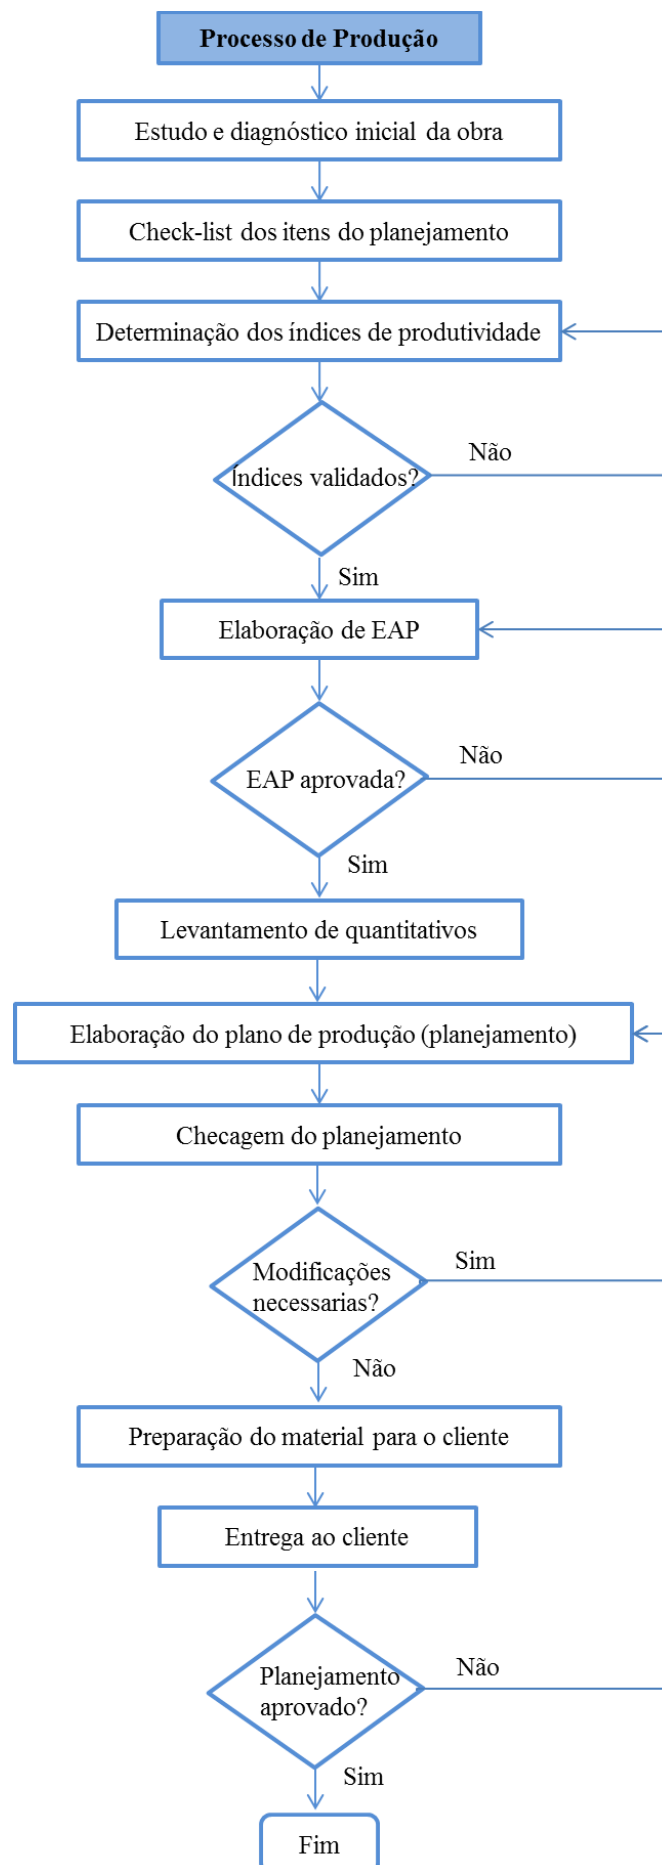 Processo de Produção
Estudo e diagnóstico inicial da obra
Check-list dos itens do planejamento
Determinação dos índices de produtividade
Não
Índices validados?
Sim
Elaboração de EAP
Não
EAP aprovada?
Sim
Levantamento de quantitativos
Elaboração do plano de produção (planejamento)
Checagem do planejamento
Sim
Modificações
necessarias?
Não
Preparação do material para o cliente
Entrega ao cliente
Não
Planejamento
aprovado?
Sim
Fim